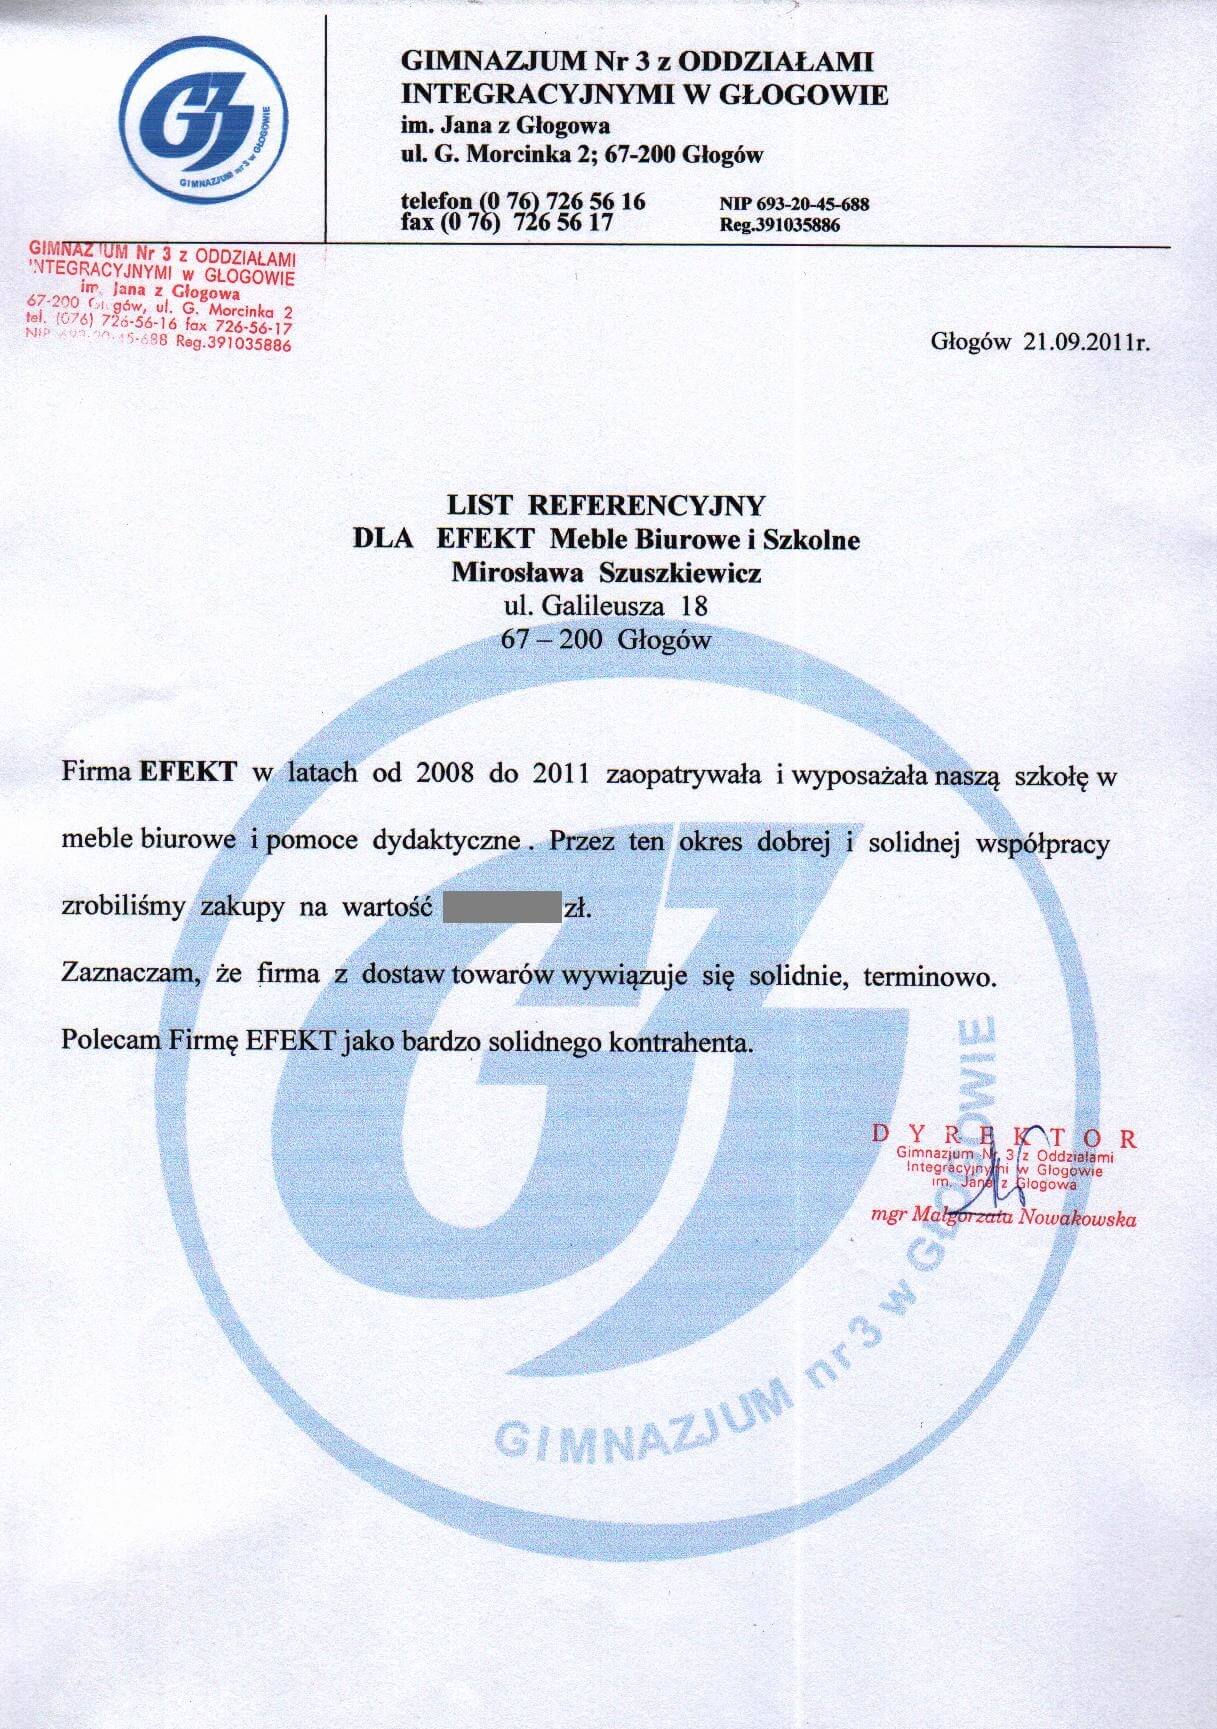 G3
GIMNAZJUM nr 3 w GŁOGOWIE
GIMNAZJUM Nr 3 z ODDZIAŁAMI
INTEGRACYJNYMI W GŁOGOWIE
im. Jana z Głogowa
ul. G. Morcinka 2; 67-200 Głogów
telefon (0 76) 726 56 16 NIP 693-20-45-688
fax (0 76) 726 56 17 Reg.391035886
GIMNAZJUM Nr 3 z ODDZIAŁAMI
INTEGRACYJNYMI w GŁOGOWIE
im. Jana z Głogowa
67-200 Głogów, ul. G. Morcinka 2
tel. (076) 726-56-16 fax 726-56-17
NIP 693-20-45-688 Reg.391035886
Głogów 21.09.2011r.
LIST REFERENCYJNY
DLA EFEKT Meble Biurowe i Szkolne
Mirosława Szuszkiewicz
ul. Galileusza 18
67 – 200 Głogów
Firma EFEKT w latach od 2008 do 2011 zaopatrywała i wyposażała naszą szkołę w
meble biurowe i pomoce dydaktyczne . Przez ten okres dobrej i solidnej współpracy
zrobiliśmy zakupy na wartość zł.
Zaznaczam, że firma z dostaw towarów wywiązuje się solidnie, terminowo.
Polecam Firmę EFEKT jako bardzo solidnego kontrahenta.
DYREKTOR
Gimnazjum Nr 3 z Oddziałami
Integracyjnymi w Głogowie
im. Jana z Głogowa
mgr Małgorzata Nowakowska
G3
GIMNAZJUM nr 3 w GŁOGOWIE